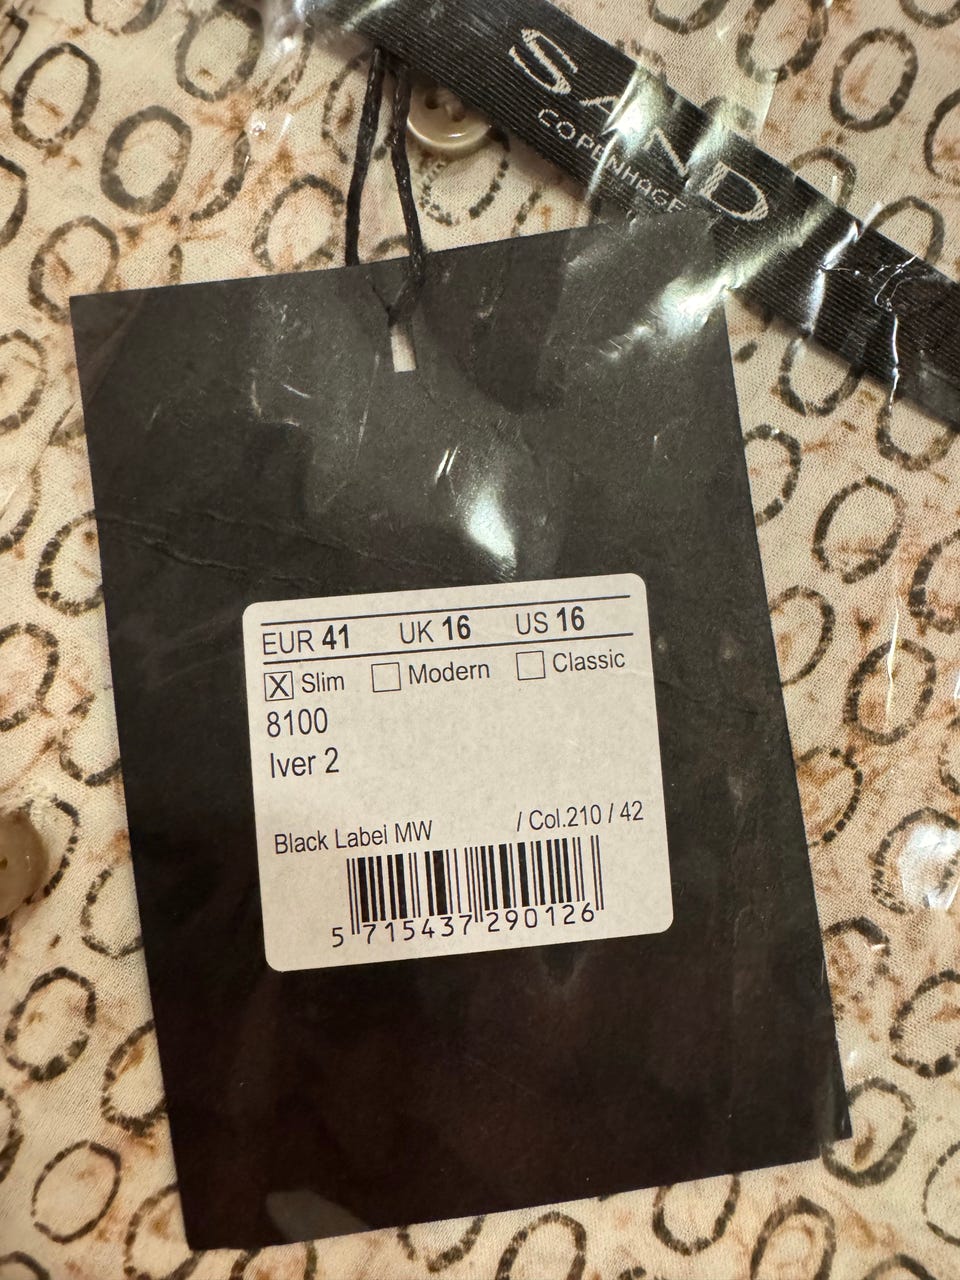 SAND
COPENHAGEN
EUR 41 UK 16 US 16
X Slim Modern Classic
8100
Iver 2
Black Label MW / Col.210 / 42
5 715437 290126